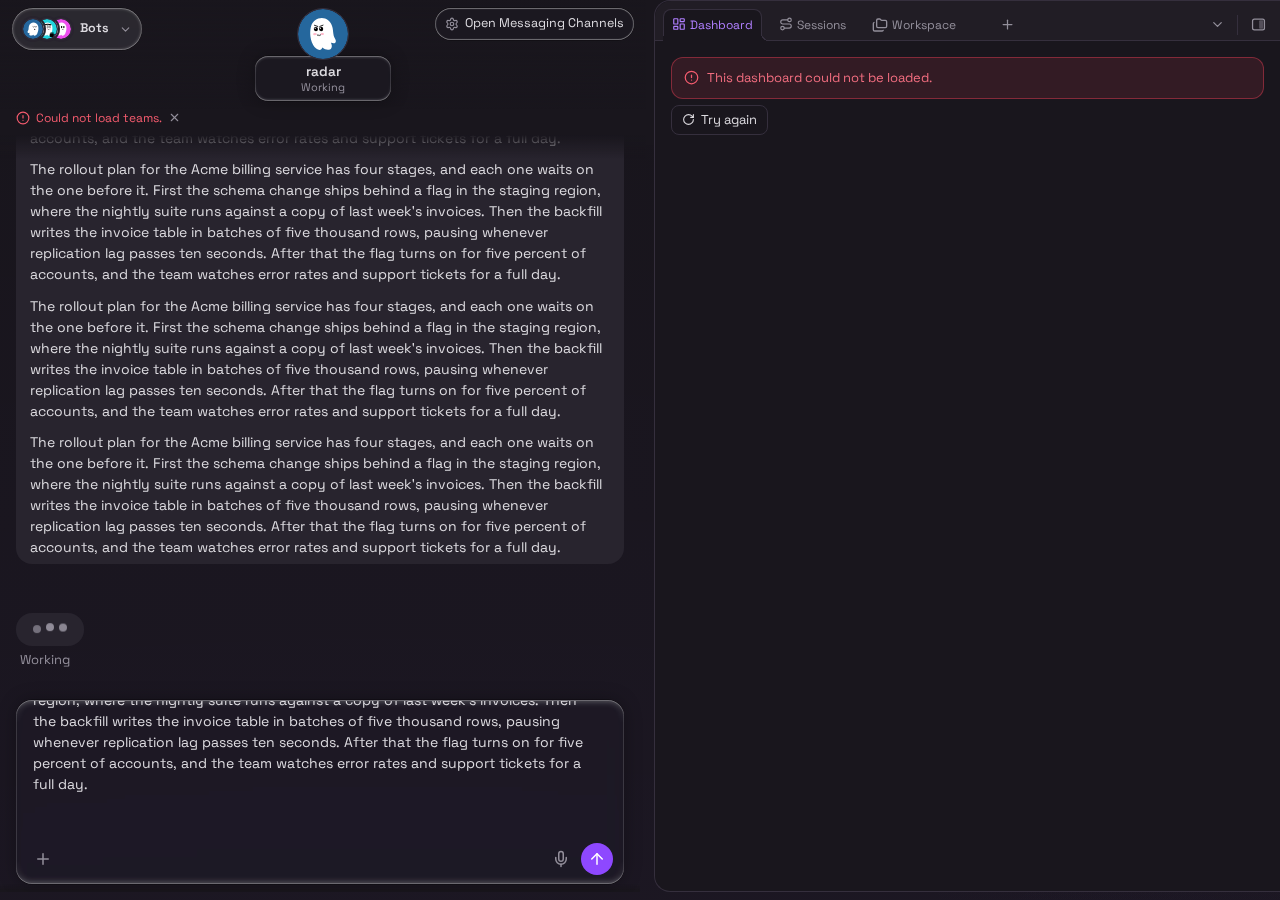 Bots
radar
Working
Open Messaging Channels
Could not load teams.
accounts, and the team watches error rates and support tickets for a full day.
The rollout plan for the Acme billing service has four stages, and each one waits on
the one before it. First the schema change ships behind a flag in the staging region,
where the nightly suite runs against a copy of last week's invoices. Then the backfill
writes the invoice table in batches of five thousand rows, pausing whenever
replication lag passes ten seconds. After that the flag turns on for five percent of
accounts, and the team watches error rates and support tickets for a full day.
The rollout plan for the Acme billing service has four stages, and each one waits on
the one before it. First the schema change ships behind a flag in the staging region,
where the nightly suite runs against a copy of last week's invoices. Then the backfill
writes the invoice table in batches of five thousand rows, pausing whenever
replication lag passes ten seconds. After that the flag turns on for five percent of
accounts, and the team watches error rates and support tickets for a full day.
The rollout plan for the Acme billing service has four stages, and each one waits on
the one before it. First the schema change ships behind a flag in the staging region,
where the nightly suite runs against a copy of last week's invoices. Then the backfill
writes the invoice table in batches of five thousand rows, pausing whenever
replication lag passes ten seconds. After that the flag turns on for five percent of
accounts, and the team watches error rates and support tickets for a full day.
Working
region, where the nightly suite runs against a copy of last week's invoices. Then
the backfill writes the invoice table in batches of five thousand rows, pausing
whenever replication lag passes ten seconds. After that the flag turns on for five
percent of accounts, and the team watches error rates and support tickets for a
full day.
Dashboard
Sessions
Workspace
This dashboard could not be loaded.
Try again